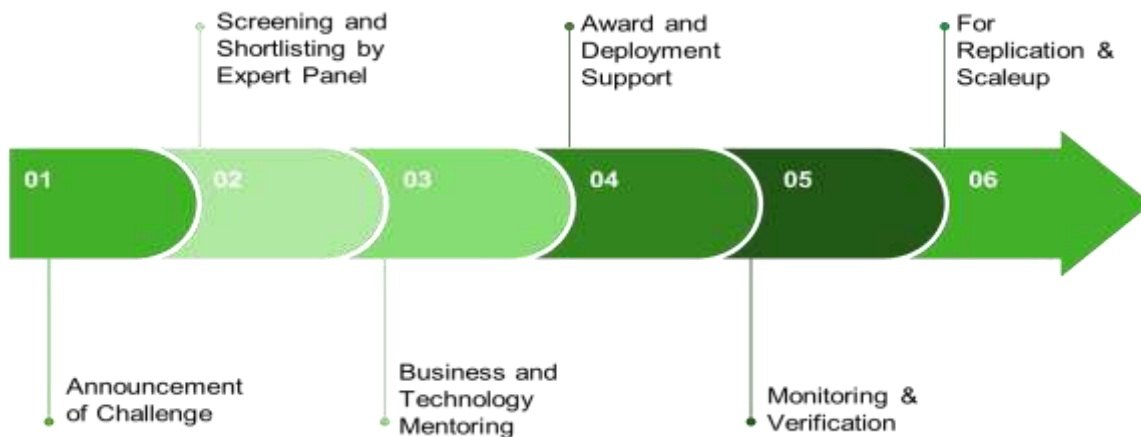 Screening and
Shortlisting by
Expert Panel
Award and
Deployment
Support
For
Replication &
Scaleup
01
02
03
04
05
06
Announcement
of Challenge
Business and
Technology
Mentoring
Monitoring &
Verification